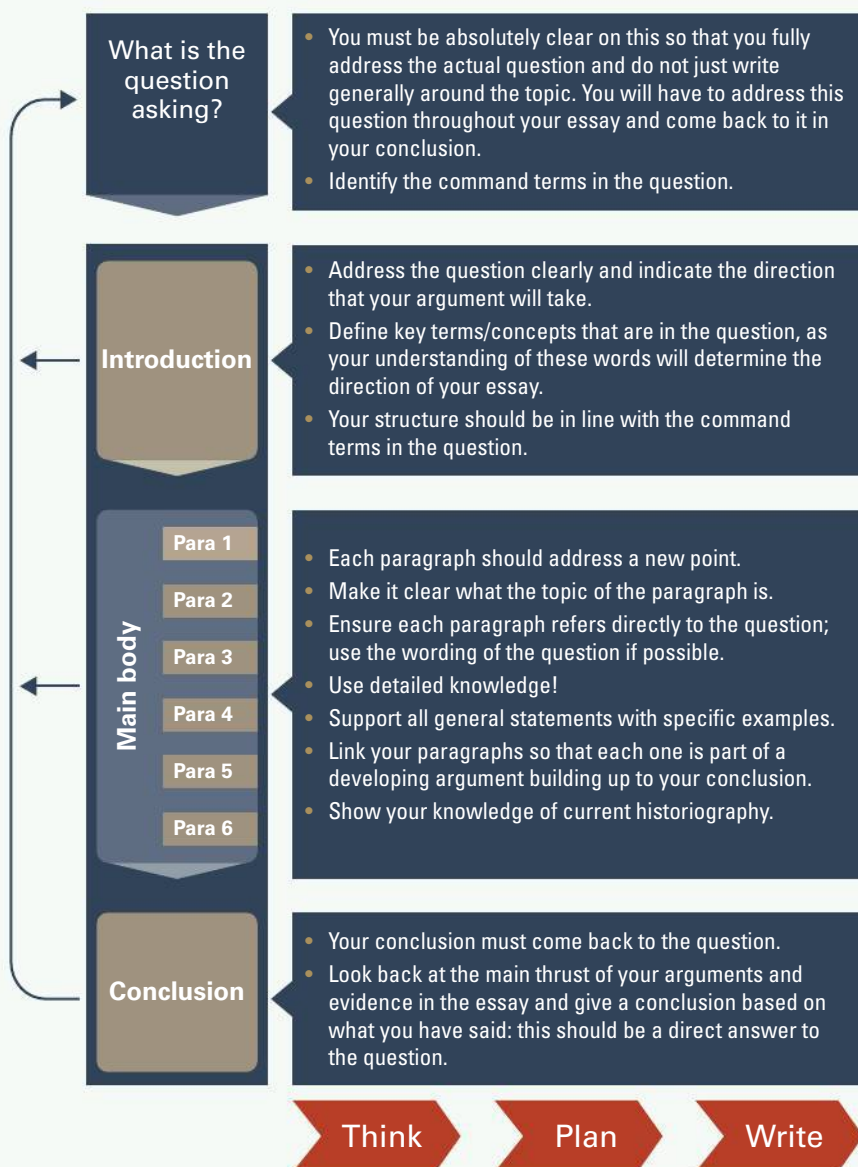 What is the
question
asking?
• You must be absolutely clear on this so that you fully
address the actual question and do not just write
generally around the topic. You will have to address this
question throughout your essay and come back to it in
your conclusion.
• Identify the command terms in the question.
Introduction
• Address the question clearly and indicate the direction
that your argument will take.
• Define key terms/concepts that are in the question, as
your understanding of these words will determine the
direction of your essay.
• Your structure should be in line with the command
terms in the question.
Main body
Para 1
Para 2
Para 3
Para 4
Para 5
Para 6
• Each paragraph should address a new point.
• Make it clear what the topic of the paragraph is.
• Ensure each paragraph refers directly to the question;
use the wording of the question if possible.
• Use detailed knowledge!
• Support all general statements with specific examples.
• Link your paragraphs so that each one is part of a
developing argument building up to your conclusion.
• Show your knowledge of current historiography.
Conclusion
• Your conclusion must come back to the question.
• Look back at the main thrust of your arguments and
evidence in the essay and give a conclusion based on
what you have said: this should be a direct answer to
the question.
Think
Plan
Write